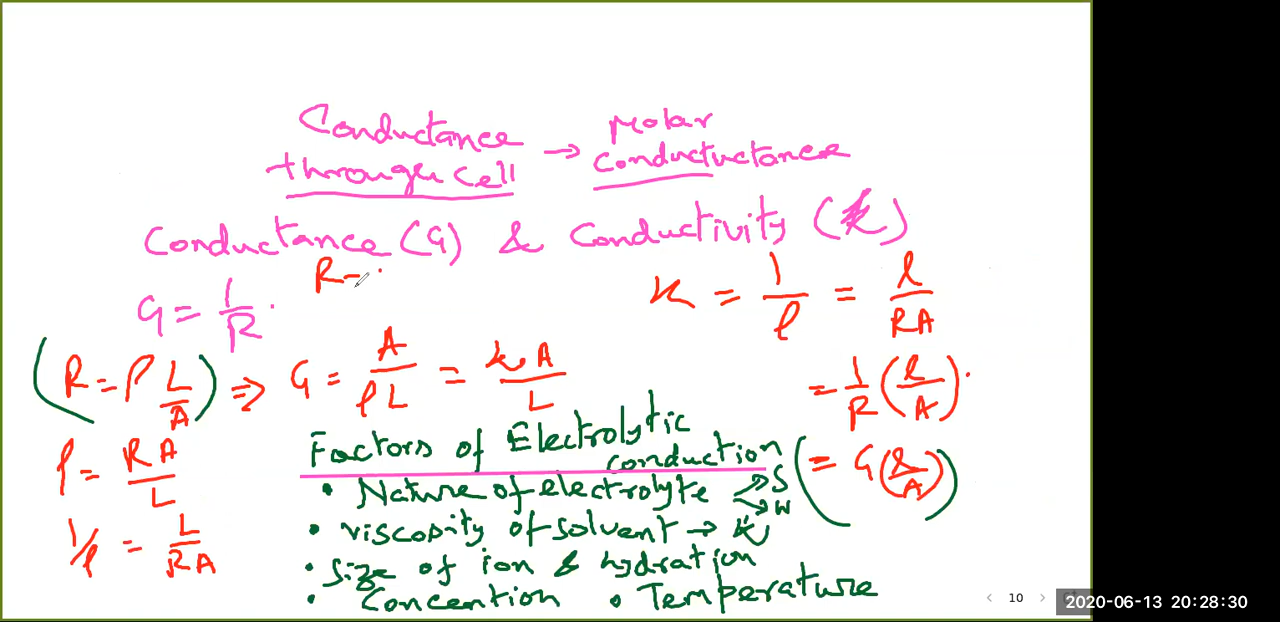 Conductance → Molar
through cell conductuctance
Conductance (G) & Conductivity (K)
R =
G = 1/R
K = 1/ρ = l/RA
(R = ρ L/A) ⇒ G = A/ρL = κA/L
= 1/R (l/A)
ρ = RA/L
(= G(l/A))
1/ρ = L/RA
Factors of Electrolytic
conduction
• Nature of electrolyte → S
→ W
• viscosity of solvent → K
• Size of ion & hydration
• Concention • Temperature
10
2020-06-13 20:28:30